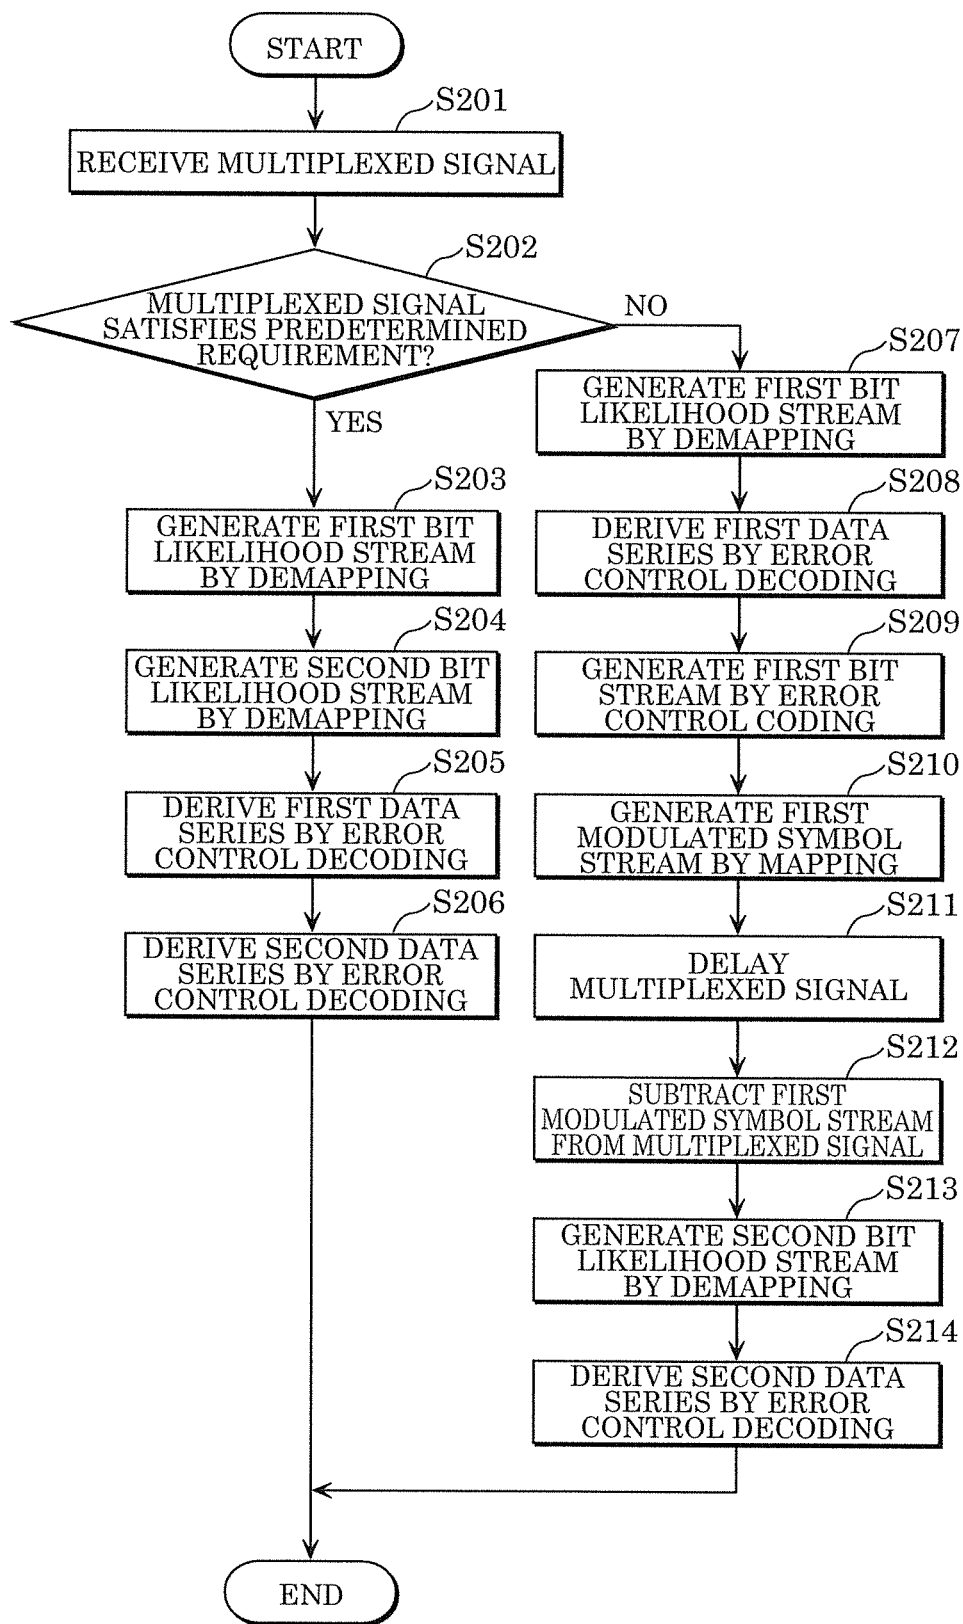 START
S201
RECEIVE MULTIPLEXED SIGNAL
S202
MULTIPLEXED SIGNAL
SATISFIES PREDETERMINED
REQUIREMENT?
NO
YES
S203
GENERATE FIRST BIT
LIKELIHOOD STREAM
BY DEMAPPING
S204
GENERATE SECOND BIT
LIKELIHOOD STREAM
BY DEMAPPING
S205
DERIVE FIRST DATA
SERIES BY ERROR
CONTROL DECODING
S206
DERIVE SECOND DATA
SERIES BY ERROR
CONTROL DECODING
S207
GENERATE FIRST BIT
LIKELIHOOD STREAM
BY DEMAPPING
S208
DERIVE FIRST DATA
SERIES BY ERROR
CONTROL DECODING
S209
GENERATE FIRST BIT
STREAM BY ERROR
CONTROL CODING
S210
GENERATE FIRST
MODULATED SYMBOL
STREAM BY MAPPING
S211
DELAY
MULTIPLEXED SIGNAL
S212
SUBTRACT FIRST
MODULATED SYMBOL STREAM
FROM MULTIPLEXED SIGNAL
S213
GENERATE SECOND BIT
LIKELIHOOD STREAM
BY DEMAPPING
S214
DERIVE SECOND DATA
SERIES BY ERROR
CONTROL DECODING
END